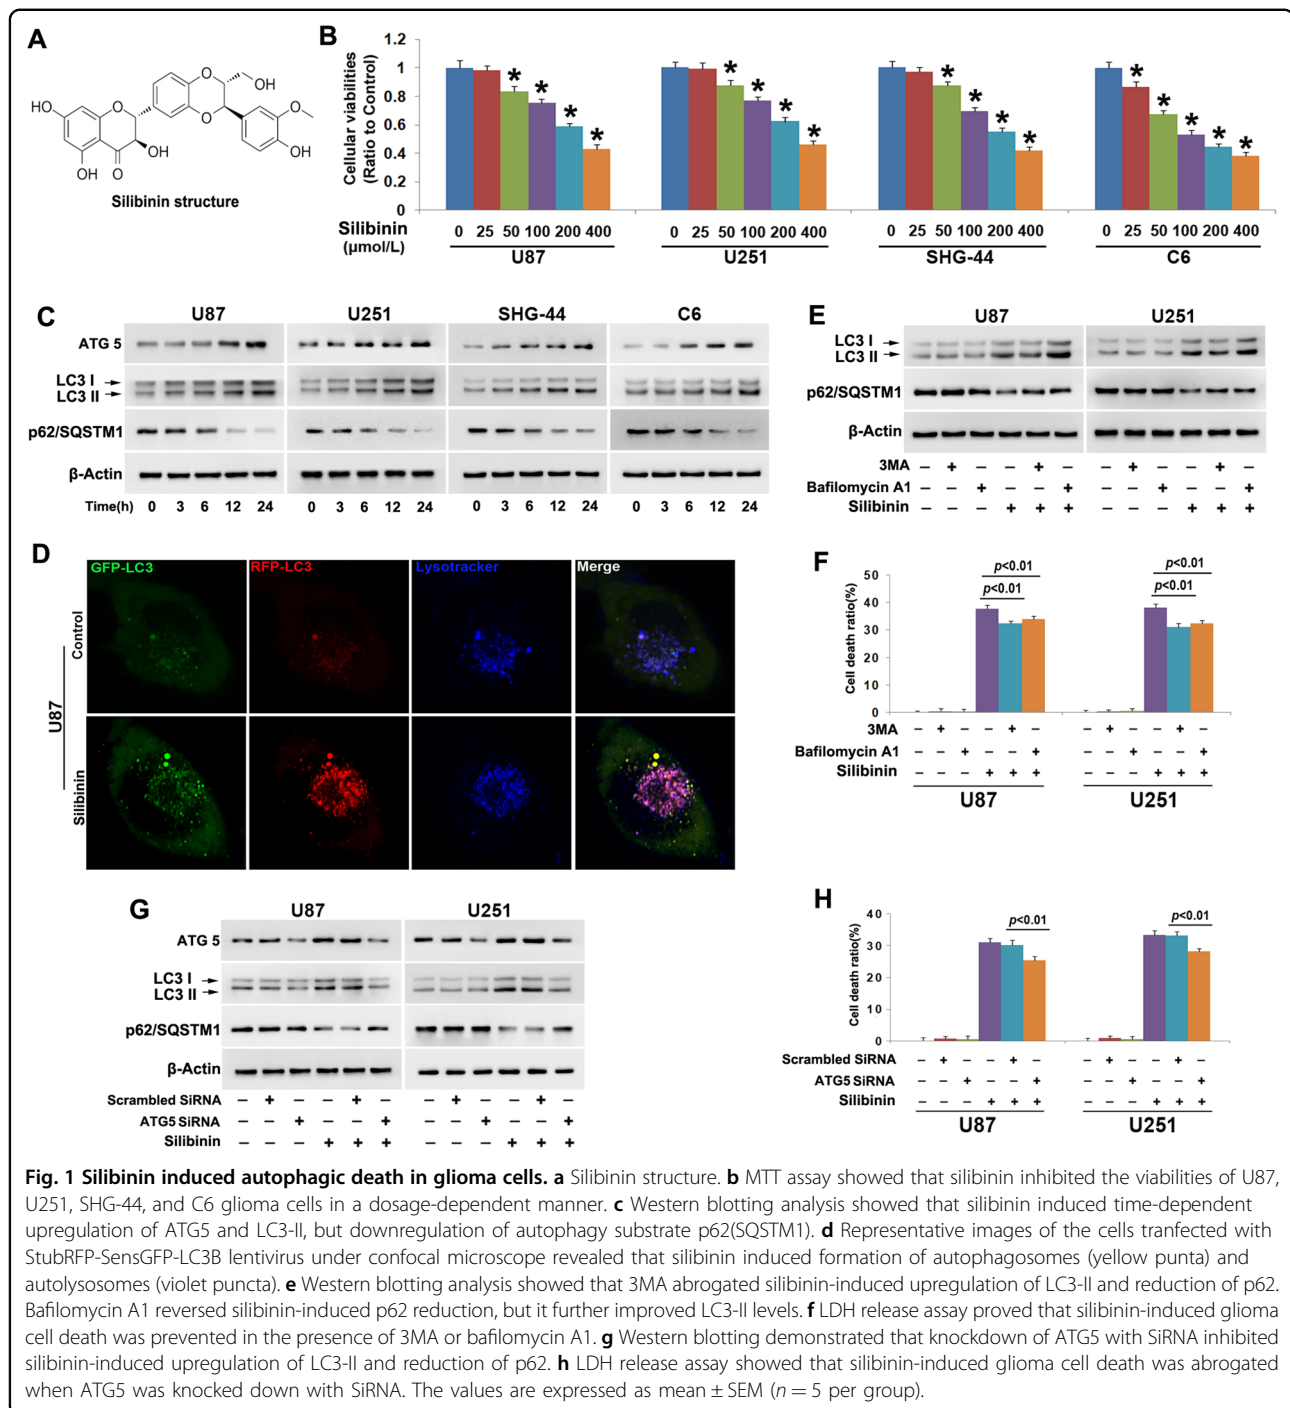 A
HO
O
O
O
OH
O
OH
OH
O
OH
O
Silibinin structure
B
Cellular viabilities
(Ratio to Control)
1.2
1
0.8
0.6
0.4
0.2
0
* * * *
* * * *
* * * *
* * * * *
Silibinin
(μmol/L)
0 25 50 100 200 400
0 25 50 100 200 400
0 25 50 100 200 400
0 25 50 100 200 400
U87 U251 SHG-44 C6
C
U87 U251 SHG-44 C6
ATG 5
LC3 I
LC3 II
p62/SQSTM1
β-Actin
Time(h) 0 3 6 12 24 0 3 6 12 24 0 3 6 12 24 0 3 6 12 24
E
U87 U251
LC3 I
LC3 II
p62/SQSTM1
β-Actin
3MA − + − − + − − + − − + −
Bafilomycin A1 − − + − − + − − + − − +
Silibinin − − − + + + − − − + + +
D
GFP-LC3 RFP-LC3 Lysotracker Merge
Control
Silibinin
U87
F
Cell death ratio(%)
50
40
30
20
10
0
p<0.01
p<0.01
p<0.01
p<0.01
3MA − + − − + − − + − − + −
Bafilomycin A1 − − + − − + − − + − − +
Silibinin − − − + + + − − − + + +
U87 U251
G
U87 U251
ATG 5
LC3 I
LC3 II
p62/SQSTM1
β-Actin
Scrambled SiRNA − + − − + − − + − − + −
ATG5 SiRNA − − + − − + − − + − − +
Silibinin − − − + + + − − − + + +
H
Cell death ratio(%)
40
30
20
10
0
p<0.01
p<0.01
Scrambled SiRNA − + − − + − − + − − + −
ATG5 SiRNA − − + − − + − − + − − +
Silibinin − − − + + + − − − + + +
U87 U251
Fig. 1 Silibinin induced autophagic death in glioma cells. a Silibinin structure. b MTT assay showed that silibinin inhibited the viabilities of U87,
U251, SHG-44, and C6 glioma cells in a dosage-dependent manner. c Western blotting analysis showed that silibinin induced time-dependent
upregulation of ATG5 and LC3-II, but downregulation of autophagy substrate p62(SQSTM1). d Representative images of the cells tranfected with
StubRFP-SensGFP-LC3B lentivirus under confocal microscope revealed that silibinin induced formation of autophagosomes (yellow punta) and
autolysosomes (violet puncta). e Western blotting analysis showed that 3MA abrogated silibinin-induced upregulation of LC3-II and reduction of p62.
Bafilomycin A1 reversed silibinin-induced p62 reduction, but it further improved LC3-II levels. f LDH release assay proved that silibinin-induced glioma
cell death was prevented in the presence of 3MA or bafilomycin A1. g Western blotting demonstrated that knockdown of ATG5 with SiRNA inhibited
silibinin-induced upregulation of LC3-II and reduction of p62. h LDH release assay showed that silibinin-induced glioma cell death was abrogated
when ATG5 was knocked down with SiRNA. The values are expressed as mean ± SEM (n = 5 per group).